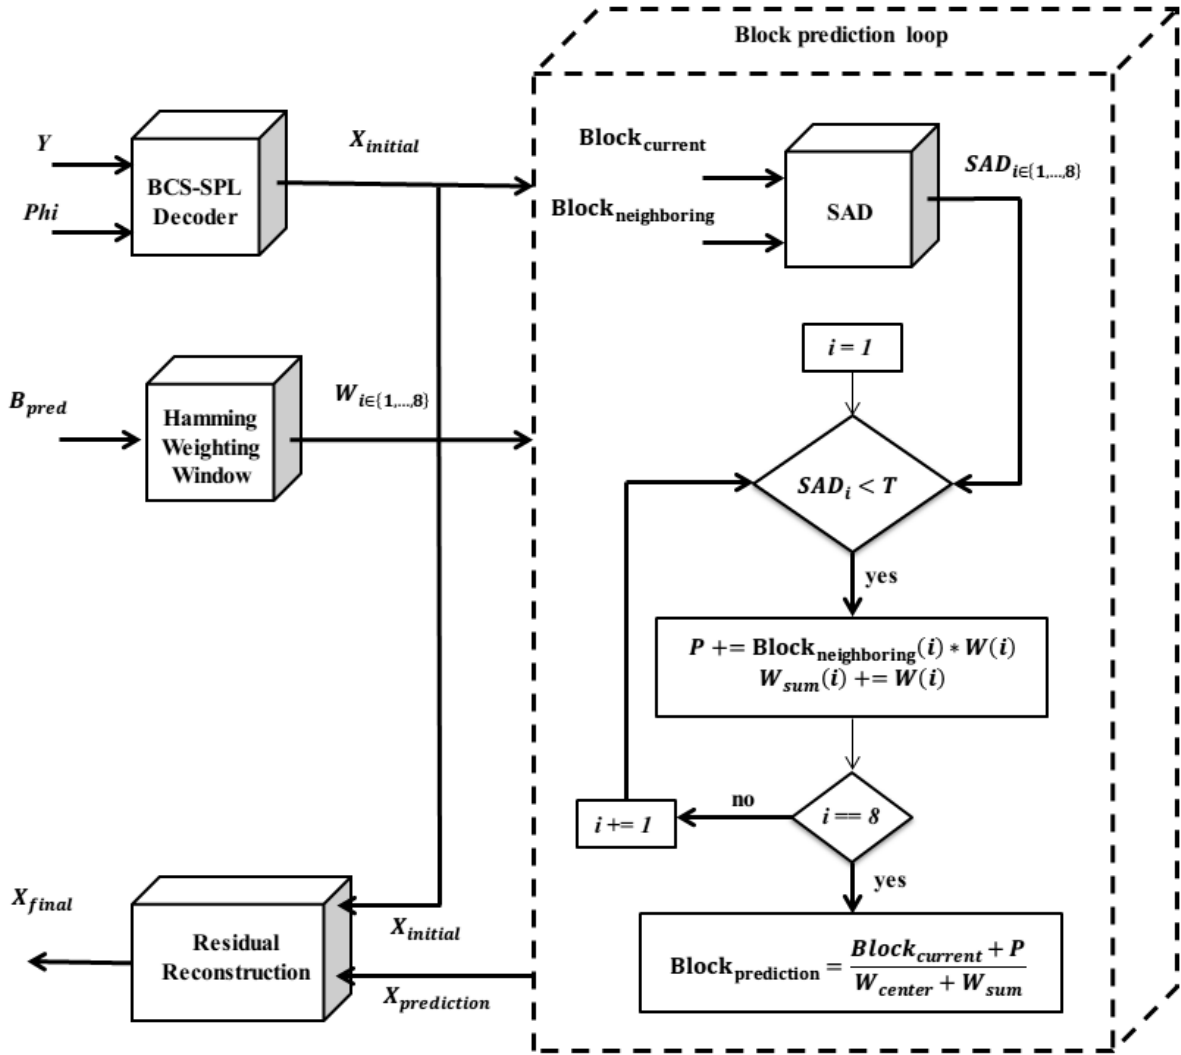 Block prediction loop
Y
Phi
BCS-SPL
Decoder
X_initial
Block_current
Block_neighboring
SAD
SAD_i∈{1,…,8}
B_pred
Hamming
Weighting
Window
W_i∈{1,…,8}
i = 1
SAD_i < T
yes
P += Block_neighboring(i) ∗ W(i)
W_sum(i) += W(i)
i == 8
no
i += 1
yes
Block_prediction = (Block_current + P) / (W_center + W_sum)
X_final
Residual
Reconstruction
X_initial
X_prediction